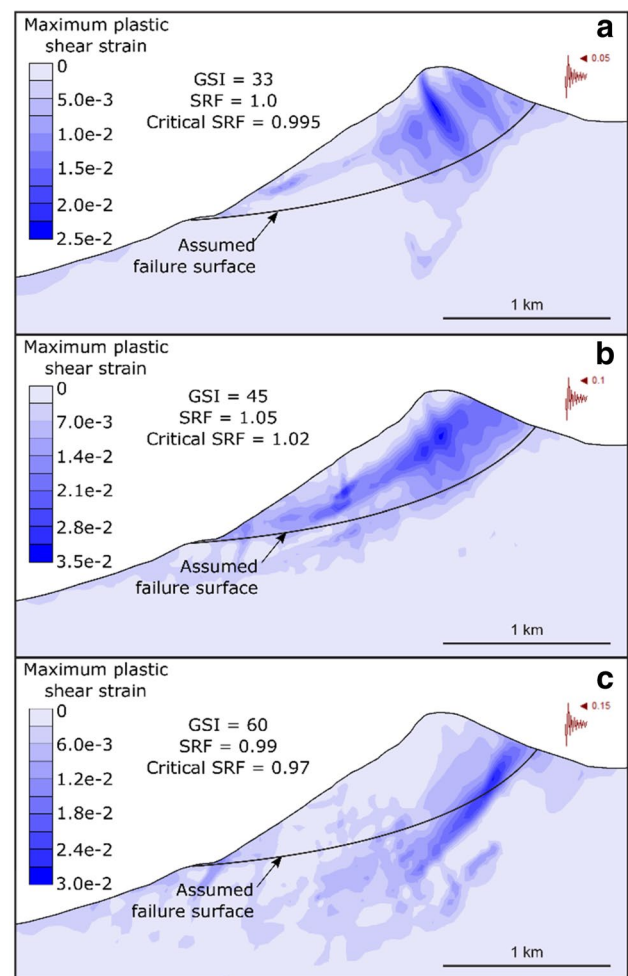 Maximum plastic
shear strain
a
0
5.0e-3
1.0e-2
1.5e-2
2.0e-2
2.5e-2
GSI = 33
SRF = 1.0
Critical SRF = 0.995
0.05
Assumed
failure surface
1 km
Maximum plastic
shear strain
b
0
7.0e-3
1.4e-2
2.1e-2
2.8e-2
3.5e-2
GSI = 45
SRF = 1.05
Critical SRF = 1.02
0.1
Assumed
failure surface
1 km
Maximum plastic
shear strain
c
0
6.0e-3
1.2e-2
1.8e-2
2.4e-2
3.0e-2
GSI = 60
SRF = 0.99
Critical SRF = 0.97
0.15
Assumed
failure surface
1 km